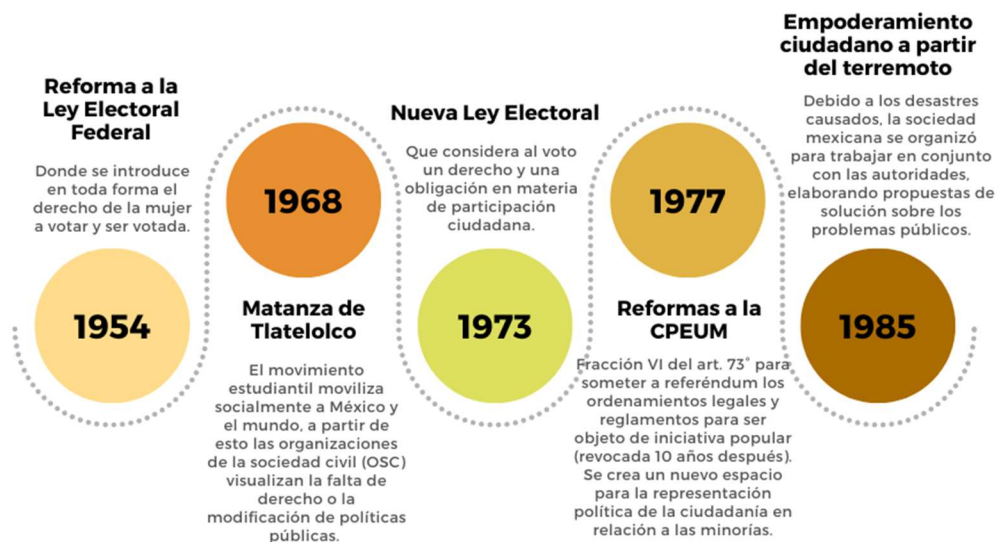 Reforma a la
Ley Electoral
Federal
Donde se introduce
en toda forma el
derecho de la mujer
a votar y ser votada.
1954
1968
Matanza de
Tlatelolco
El movimiento
estudiantil moviliza
socialmente a México y
el mundo, a partir de
esto las organizaciones
de la sociedad civil (OSC)
visualizan la falta de
derecho o la
modificación de políticas
públicas.
Nueva Ley Electoral
Que considera al voto
un derecho y una
obligación en materia
de participación
ciudadana.
1973
1977
Reformas a la
CPEUM
Fracción VI del art. 73° para
someter a referéndum los
ordenamientos legales y
reglamentos para ser
objeto de iniciativa popular
(revocada 10 años después).
Se crea un nuevo espacio
para la representación
política de la ciudadanía en
relación a las minorías.
Empoderamiento
ciudadano a partir
del terremoto
Debido a los desastres
causados, la sociedad
mexicana se organizó
para trabajar en conjunto
con las autoridades,
elaborando propuestas de
solución sobre los
problemas públicos.
1985